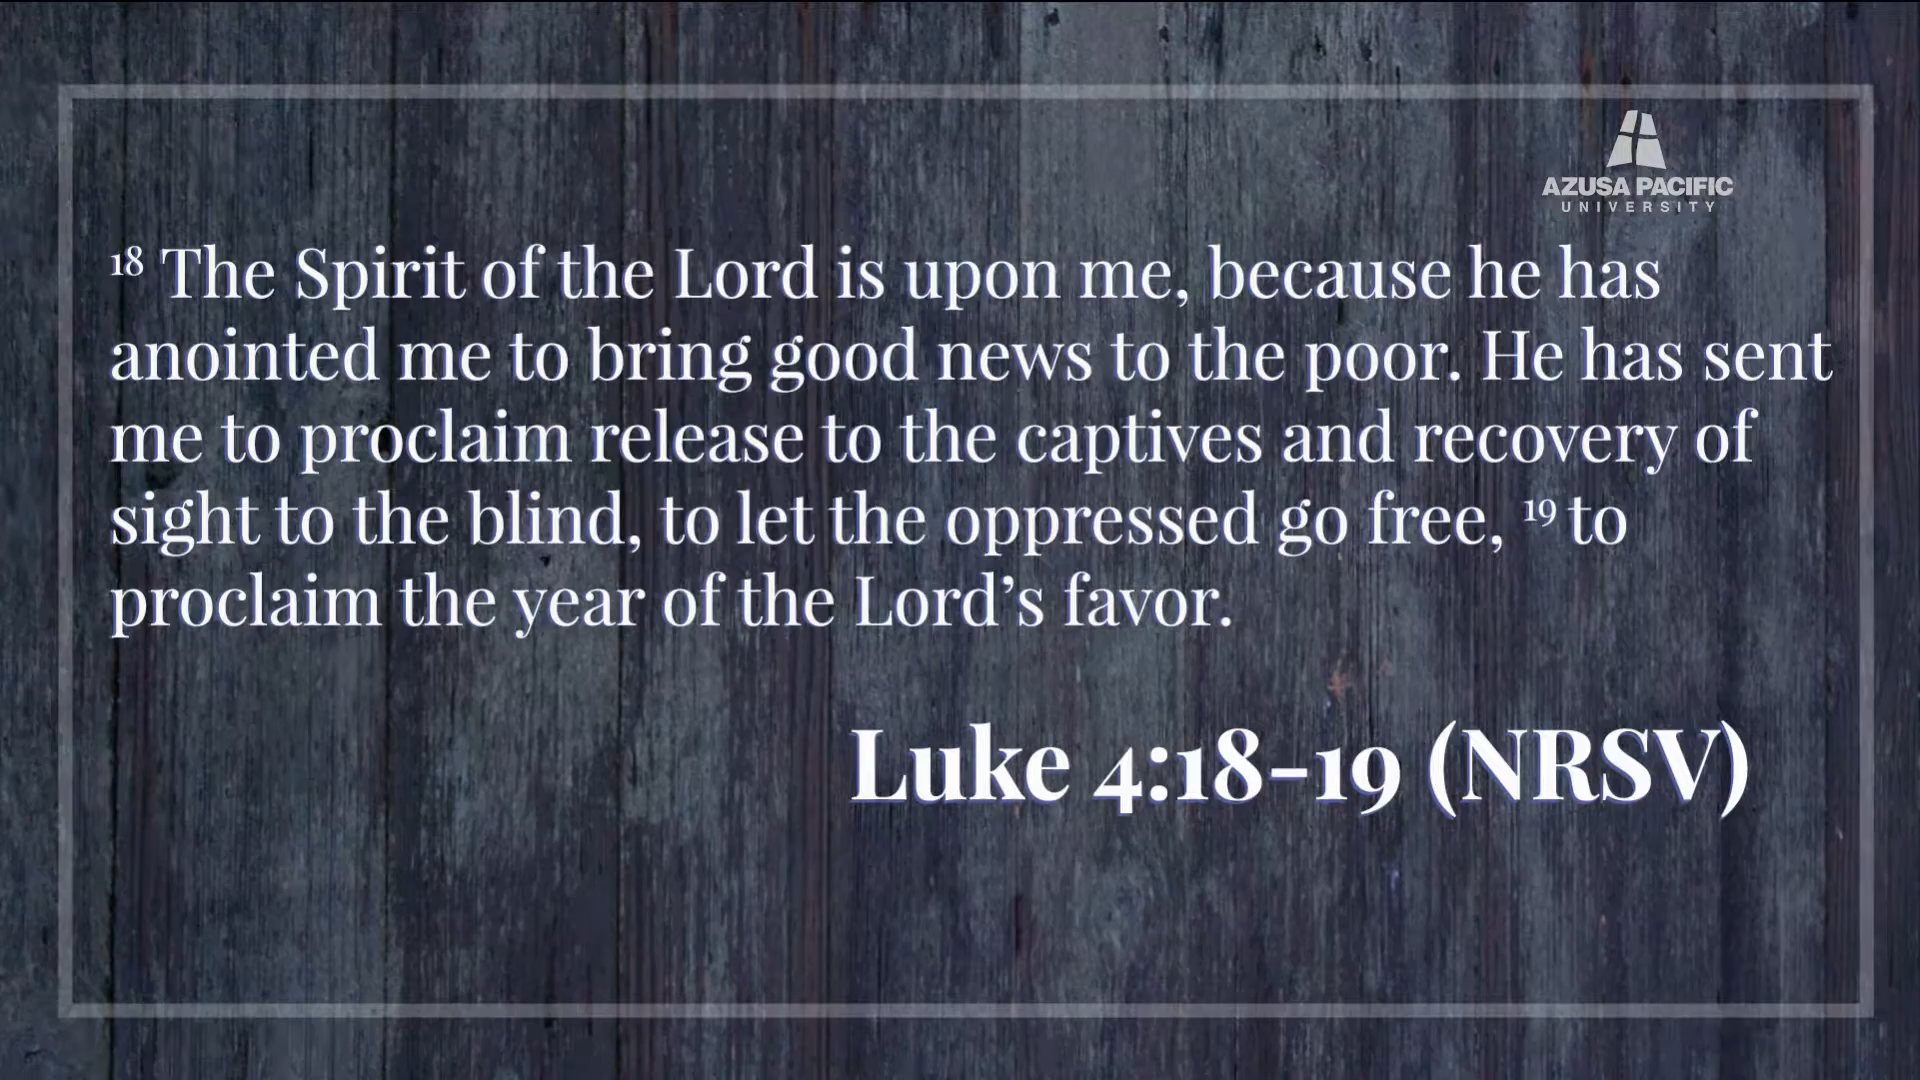 AZUSA PACIFIC
UNIVERSITY
18 The Spirit of the Lord is upon me, because he has
anointed me to bring good news to the poor. He has sent
me to proclaim release to the captives and recovery of
sight to the blind, to let the oppressed go free, 19 to
proclaim the year of the Lord’s favor.
Luke 4:18-19 (NRSV)